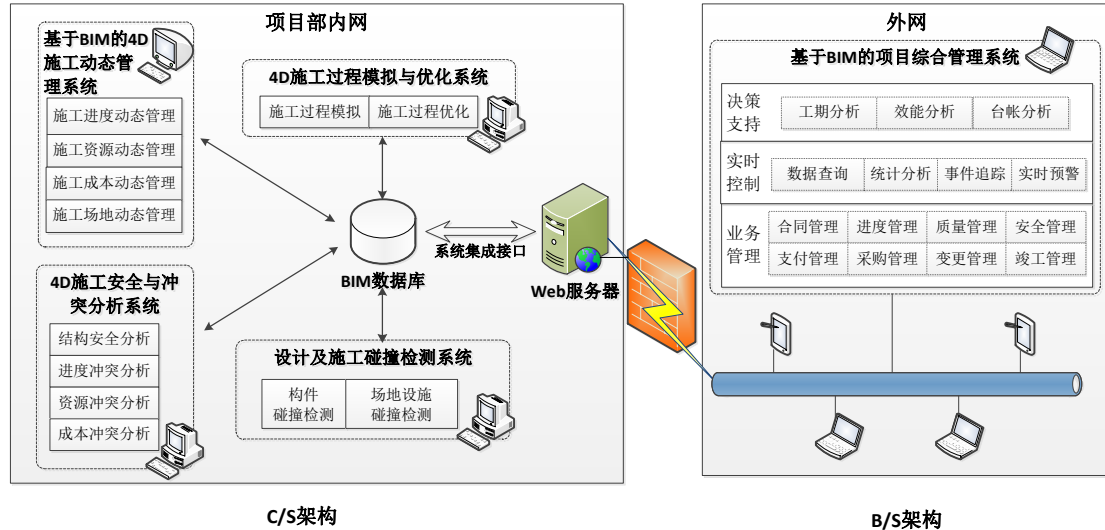 项目部内网
基于BIM的4D
施工动态管
理系统
施工进度动态管理
施工资源动态管理
施工成本动态管理
施工场地动态管理
4D施工过程模拟与优化系统
施工过程模拟
施工过程优化
BIM数据库
系统集成接口
Web服务器
4D施工安全与冲
突分析系统
结构安全分析
进度冲突分析
资源冲突分析
成本冲突分析
设计及施工碰撞检测系统
构件
碰撞检测
场地设施
碰撞检测
C/S架构
外网
基于BIM的项目综合管理系统
决策
支持
工期分析
效能分析
台帐分析
实时
控制
数据查询
统计分析
事件追踪
实时预警
业务
管理
合同管理
进度管理
质量管理
安全管理
支付管理
采购管理
变更管理
竣工管理
B/S架构